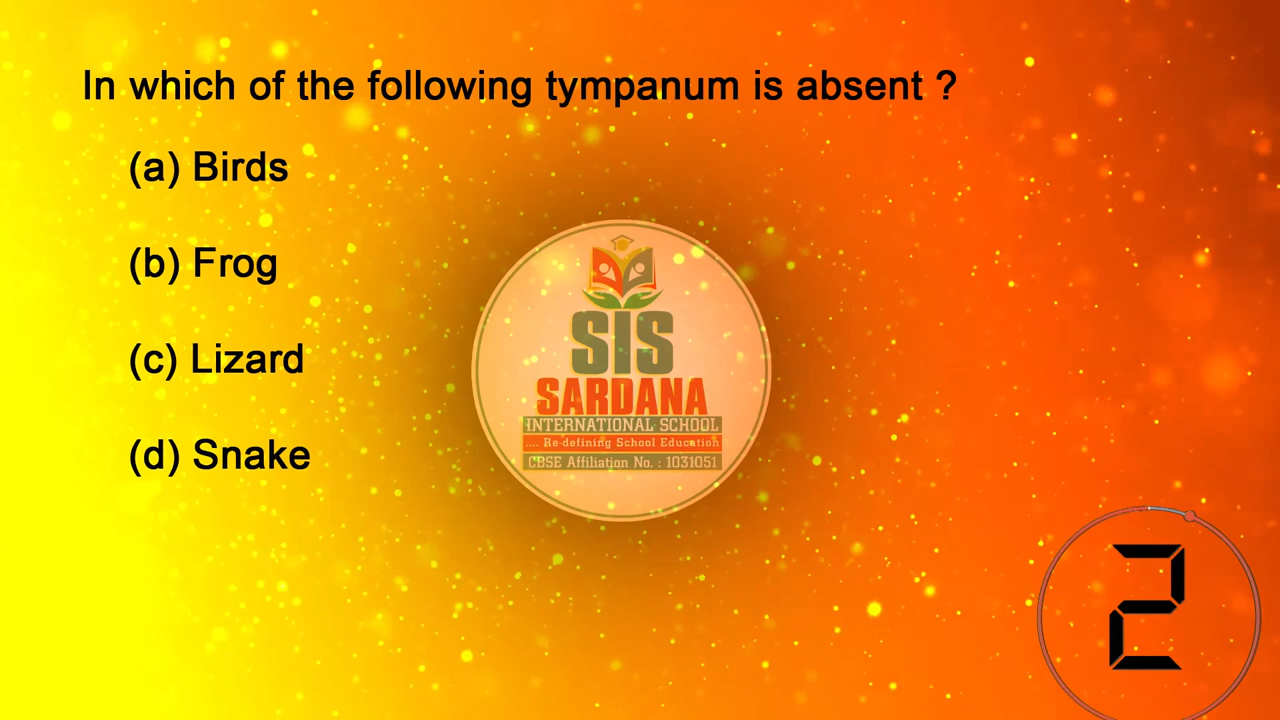 In which of the following tympanum is absent ?
(a) Birds
(b) Frog
(c) Lizard
(d) Snake
SIS
SARDANA
INTERNATIONAL SCHOOL
.... Re-defining School Education
CBSE Affiliation No. : 1031051
2